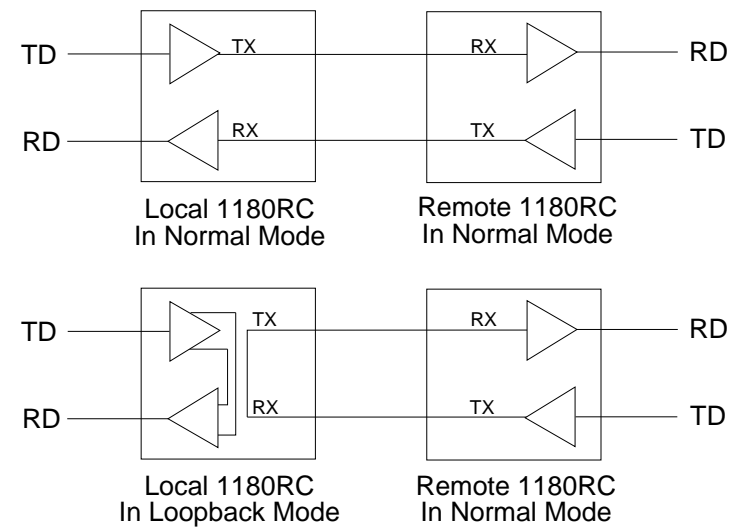 TD TX RX RD
RD RX TX TD
Local 1180RC Remote 1180RC
In Normal Mode In Normal Mode
TD TX RX RD
RD RX TX TD
Local 1180RC Remote 1180RC
In Loopback Mode In Normal Mode